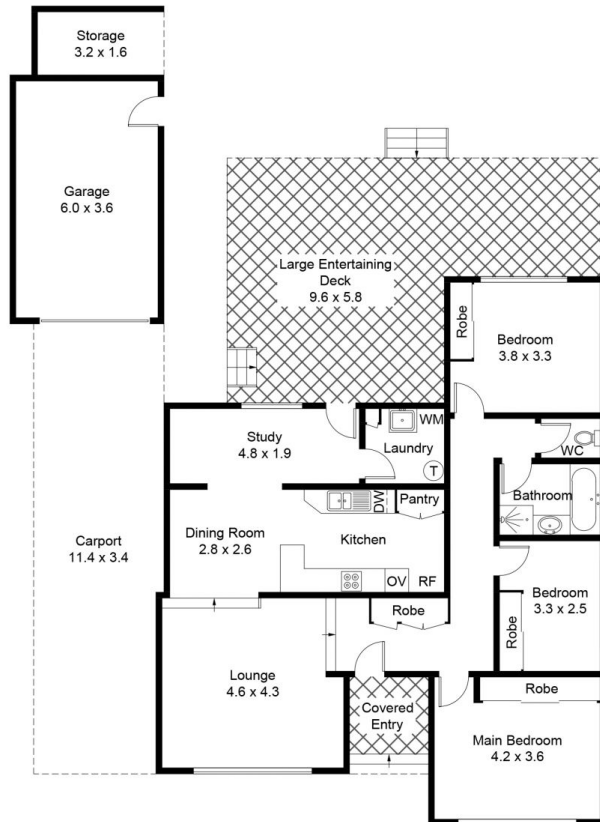 Storage
3.2 x 1.6
Garage
6.0 x 3.6
Large Entertaining
Deck
9.6 x 5.8
Robe
Bedroom
3.8 x 3.3
WM
Laundry
T
Study
4.8 x 1.9
WC
Bathroom
DW
Pantry
Dining Room
2.8 x 2.6
Kitchen
Carport
11.4 x 3.4
OV
RF
Robe
Bedroom
3.3 x 2.5
Robe
Lounge
4.6 x 4.3
Covered
Entry
Robe
Main Bedroom
4.2 x 3.6